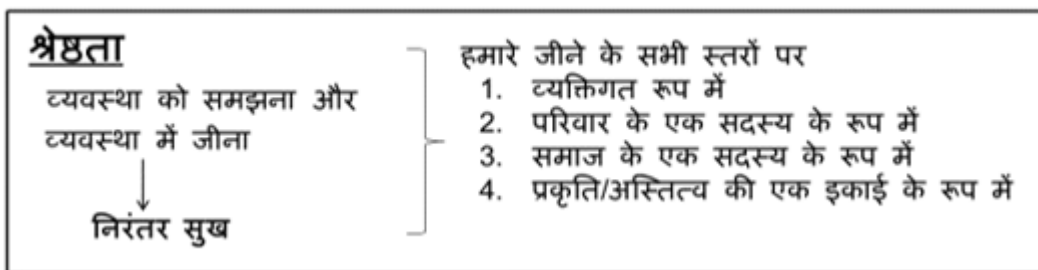 श्रेष्ठता
व्यवस्था को समझना और
व्यवस्था में जीना
निरंतर सुख
हमारे जीने के सभी स्तरों पर
1. व्यक्तिगत रूप में
2. परिवार के एक सदस्य के रूप में
3. समाज के एक सदस्य के रूप में
4. प्रकृति/अस्तित्व की एक इकाई के रूप में